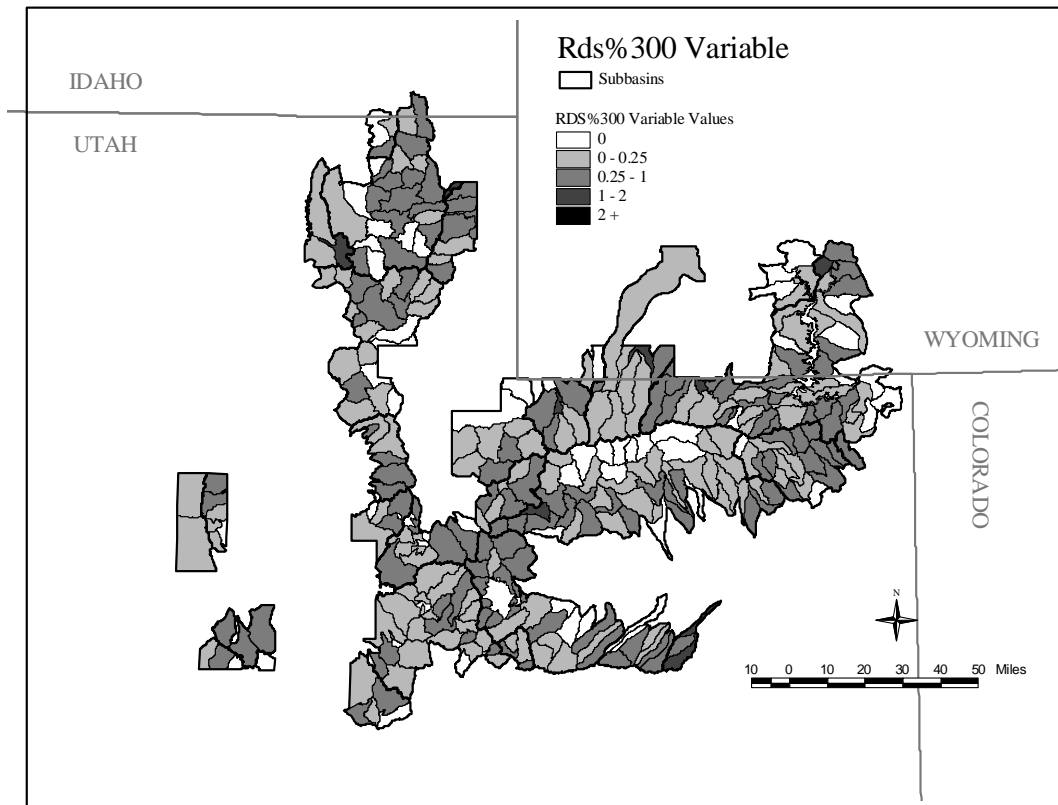 Rds%300 Variable
Subbasins
IDAHO
UTAH
RDS%300 Variable Values
0
0 - 0.25
0.25 - 1
1 - 2
2 +
WYOMING
COLORADO
N
10 0 10 20 30 40 50 Miles